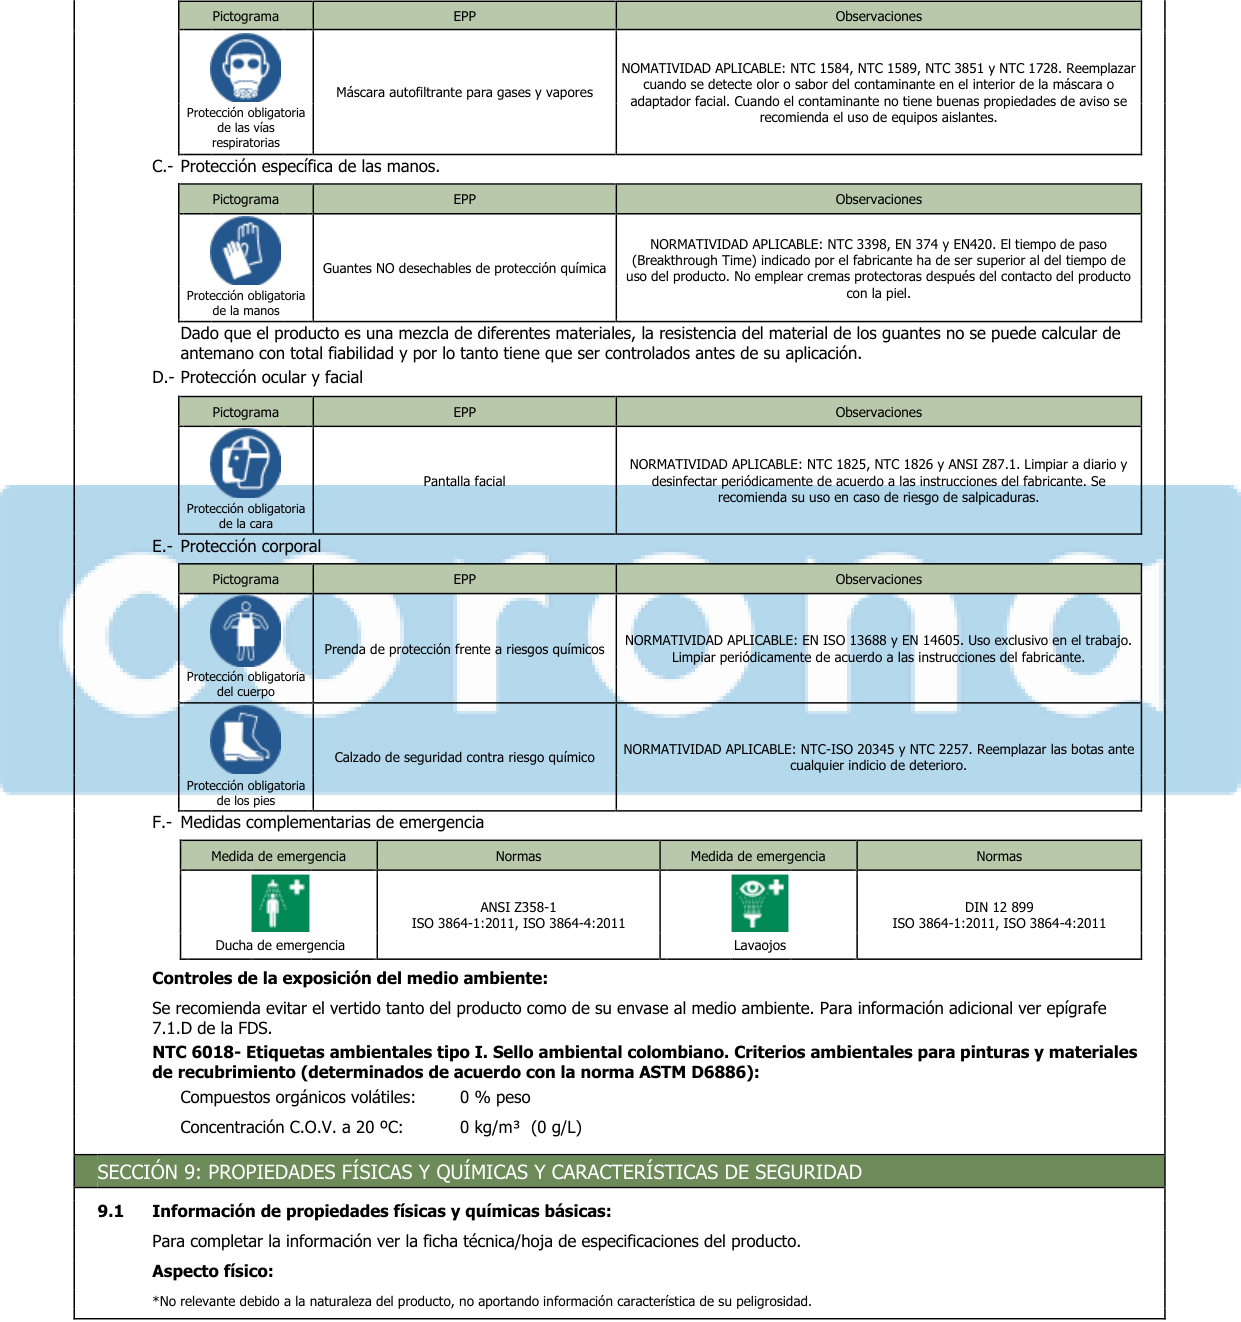 Pictograma EPP Observaciones
Protección obligatoria
de las vías
respiratorias
Máscara autofiltrante para gases y vapores
NOMATIVIDAD APLICABLE: NTC 1584, NTC 1589, NTC 3851 y NTC 1728. Reemplazar
cuando se detecte olor o sabor del contaminante en el interior de la máscara o
adaptador facial. Cuando el contaminante no tiene buenas propiedades de aviso se
recomienda el uso de equipos aislantes.
C.- Protección específica de las manos.
Pictograma EPP Observaciones
Protección obligatoria
de la manos
Guantes NO desechables de protección química
NORMATIVIDAD APLICABLE: NTC 3398, EN 374 y EN420. El tiempo de paso
(Breakthrough Time) indicado por el fabricante ha de ser superior al del tiempo de
uso del producto. No emplear cremas protectoras después del contacto del producto
con la piel.
Dado que el producto es una mezcla de diferentes materiales, la resistencia del material de los guantes no se puede calcular de
antemano con total fiabilidad y por lo tanto tiene que ser controlados antes de su aplicación.
D.- Protección ocular y facial
Pictograma EPP Observaciones
Protección obligatoria
de la cara
Pantalla facial
NORMATIVIDAD APLICABLE: NTC 1825, NTC 1826 y ANSI Z87.1. Limpiar a diario y
desinfectar periódicamente de acuerdo a las instrucciones del fabricante. Se
recomienda su uso en caso de riesgo de salpicaduras.
E.- Protección corporal
corona
Pictograma EPP Observaciones
Protección obligatoria
del cuerpo
Prenda de protección frente a riesgos químicos
NORMATIVIDAD APLICABLE: EN ISO 13688 y EN 14605. Uso exclusivo en el trabajo.
Limpiar periódicamente de acuerdo a las instrucciones del fabricante.
Protección obligatoria
de los pies
Calzado de seguridad contra riesgo químico
NORMATIVIDAD APLICABLE: NTC-ISO 20345 y NTC 2257. Reemplazar las botas ante
cualquier indicio de deterioro.
F.- Medidas complementarias de emergencia
Medida de emergencia Normas Medida de emergencia Normas
Ducha de emergencia
ANSI Z358-1
ISO 3864-1:2011, ISO 3864-4:2011
Lavaojos
DIN 12 899
ISO 3864-1:2011, ISO 3864-4:2011
Controles de la exposición del medio ambiente:
Se recomienda evitar el vertido tanto del producto como de su envase al medio ambiente. Para información adicional ver epígrafe
7.1.D de la FDS.
NTC 6018- Etiquetas ambientales tipo I. Sello ambiental colombiano. Criterios ambientales para pinturas y materiales
de recubrimiento (determinados de acuerdo con la norma ASTM D6886):
Compuestos orgánicos volátiles: 0 % peso
Concentración C.O.V. a 20 ºC: 0 kg/m³ (0 g/L)
SECCIÓN 9: PROPIEDADES FÍSICAS Y QUÍMICAS Y CARACTERÍSTICAS DE SEGURIDAD
9.1 Información de propiedades físicas y químicas básicas:
Para completar la información ver la ficha técnica/hoja de especificaciones del producto.
Aspecto físico:
*No relevante debido a la naturaleza del producto, no aportando información característica de su peligrosidad.